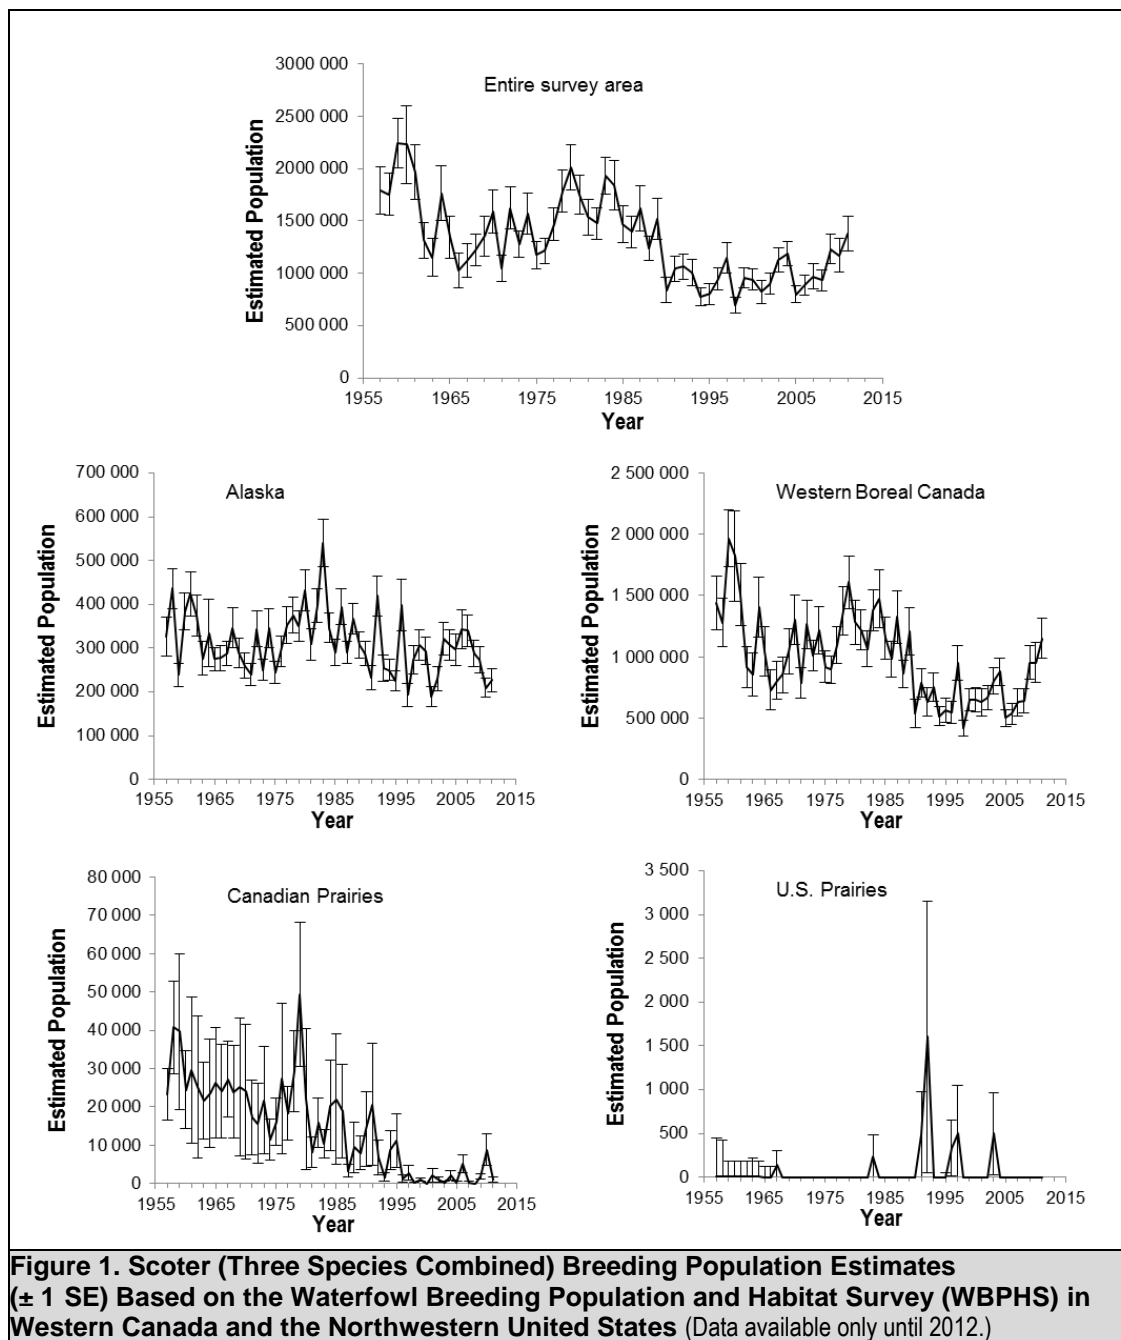 Entire survey area
Estimated Population
3000 000
2500 000
2000 000
1500 000
1000 000
500 000
0
1955 1965 1975 1985 1995 2005 2015
Year
Alaska
Estimated Population
700 000
600 000
500 000
400 000
300 000
200 000
100 000
0
1955 1965 1975 1985 1995 2005 2015
Year
Western Boreal Canada
Estimated Population
2 500 000
2 000 000
1 500 000
1 000 000
500 000
0
1955 1965 1975 1985 1995 2005 2015
Year
Canadian Prairies
Estimated Population
80 000
70 000
60 000
50 000
40 000
30 000
20 000
10 000
0
1955 1965 1975 1985 1995 2005 2015
Year
U.S. Prairies
Estimated Population
3 500
3 000
2 500
2 000
1 500
1 000
500
0
1955 1965 1975 1985 1995 2005 2015
Year
Figure 1. Scoter (Three Species Combined) Breeding Population Estimates
(± 1 SE) Based on the Waterfowl Breeding Population and Habitat Survey (WBPHS) in
Western Canada and the Northwestern United States (Data available only until 2012.)